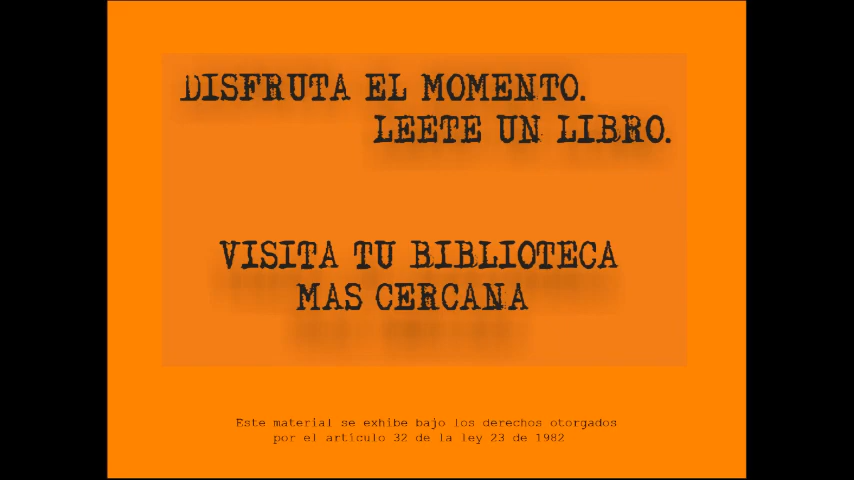 DISFRUTA EL MOMENTO.
LEETE UN LIBRO.
VISITA TU BIBLIOTECA
MAS CERCANA
Este material se exhibe bajo los derechos otorgados
por el artículo 32 de la ley 23 de 1982